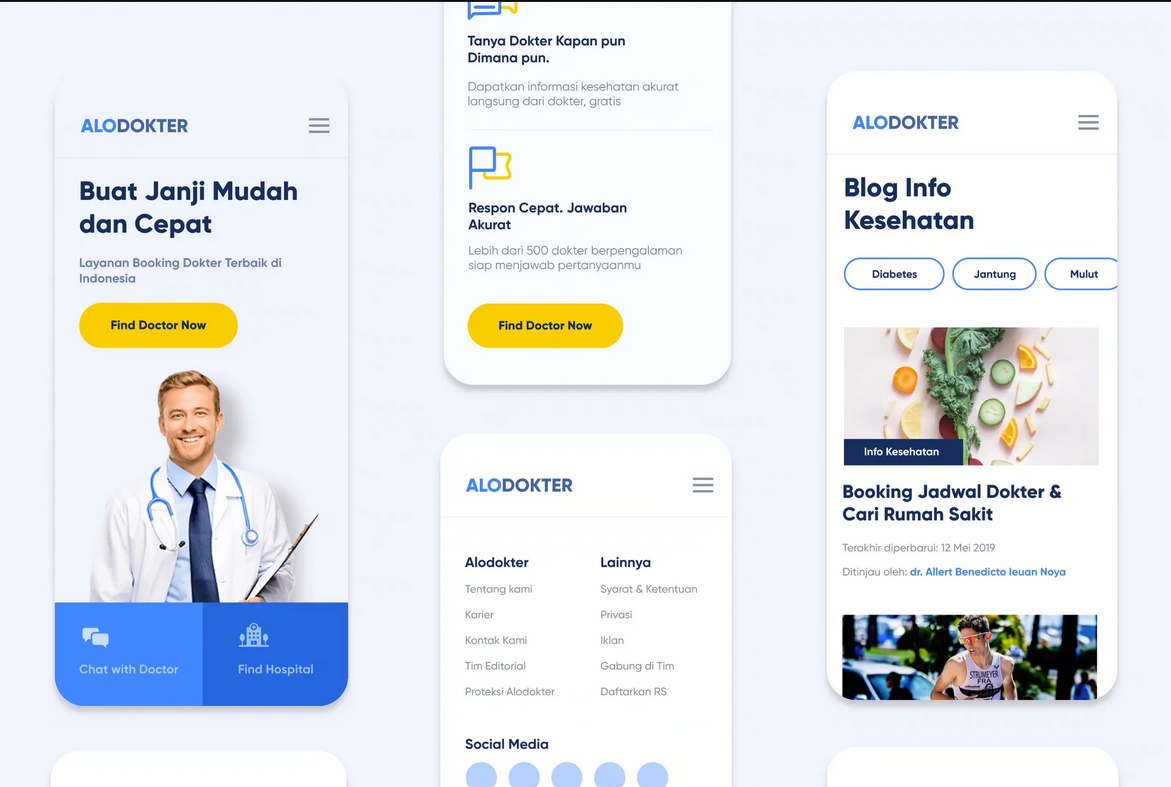 ALODOKTER
Buat Janji Mudah
dan Cepat
Layanan Booking Dokter Terbaik di
Indonesia
Find Doctor Now
Chat with Doctor
Find Hospital
Tanya Dokter Kapan pun
Dimana pun.
Dapatkan informasi kesehatan akurat
langsung dari dokter, gratis
Respon Cepat. Jawaban
Akurat
Lebih dari 500 dokter berpengalaman
siap menjawab pertanyaanmu
Find Doctor Now
ALODOKTER
Alodokter
Tentang kami
Karier
Kontak Kami
Tim Editorial
Proteksi Alodokter
Lainnya
Syarat & Ketentuan
Privasi
Iklan
Gabung di Tim
Daftarkan RS
Social Media
ALODOKTER
Blog Info
Kesehatan
Diabetes
Jantung
Mulut
Info Kesehatan
Booking Jadwal Dokter &
Cari Rumah Sakit
Terakhir diperbarui: 12 Mei 2019
Ditinjau oleh: dr. Allert Benedicto Ieuan Noya
STRUMEYER
FRA